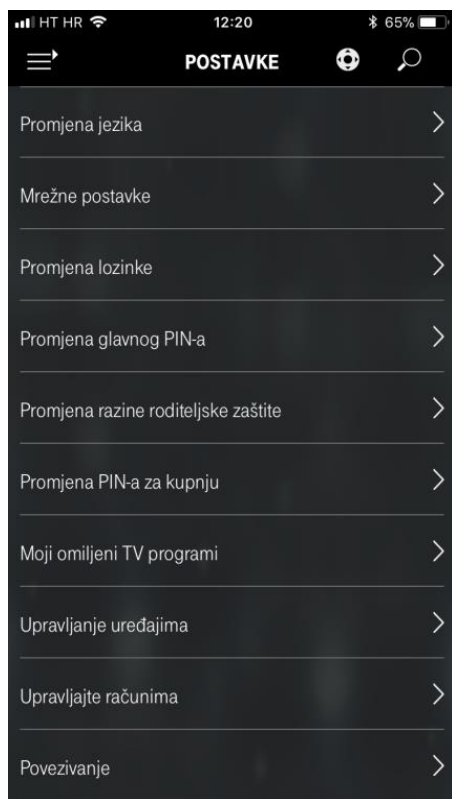 HT HR 12:20 65%
POSTAVKE
Promjena jezika
Mrežne postavke
Promjena lozinke
Promjena glavnog PIN-a
Promjena razine roditeljske zaštite
Promjena PIN-a za kupnju
Moji omiljeni TV programi
Upravljanje uređajima
Upravljajte računima
Povezivanje